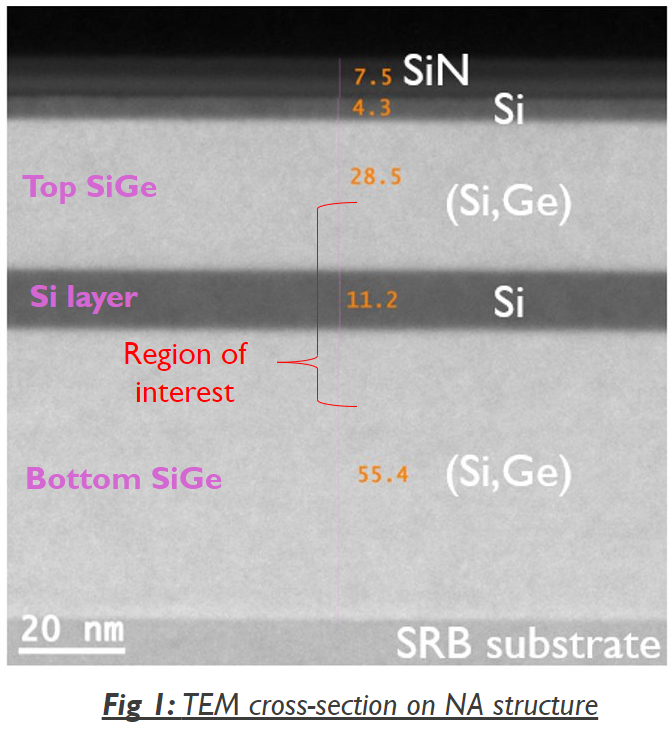 7.5 SiN
4.3 Si
28.5
Top SiGe
(Si,Ge)
Si layer 11.2 Si
Region of
interest
Bottom SiGe 55.4 (Si,Ge)
20 nm
SRB substrate
Fig 1: TEM cross-section on NA structure